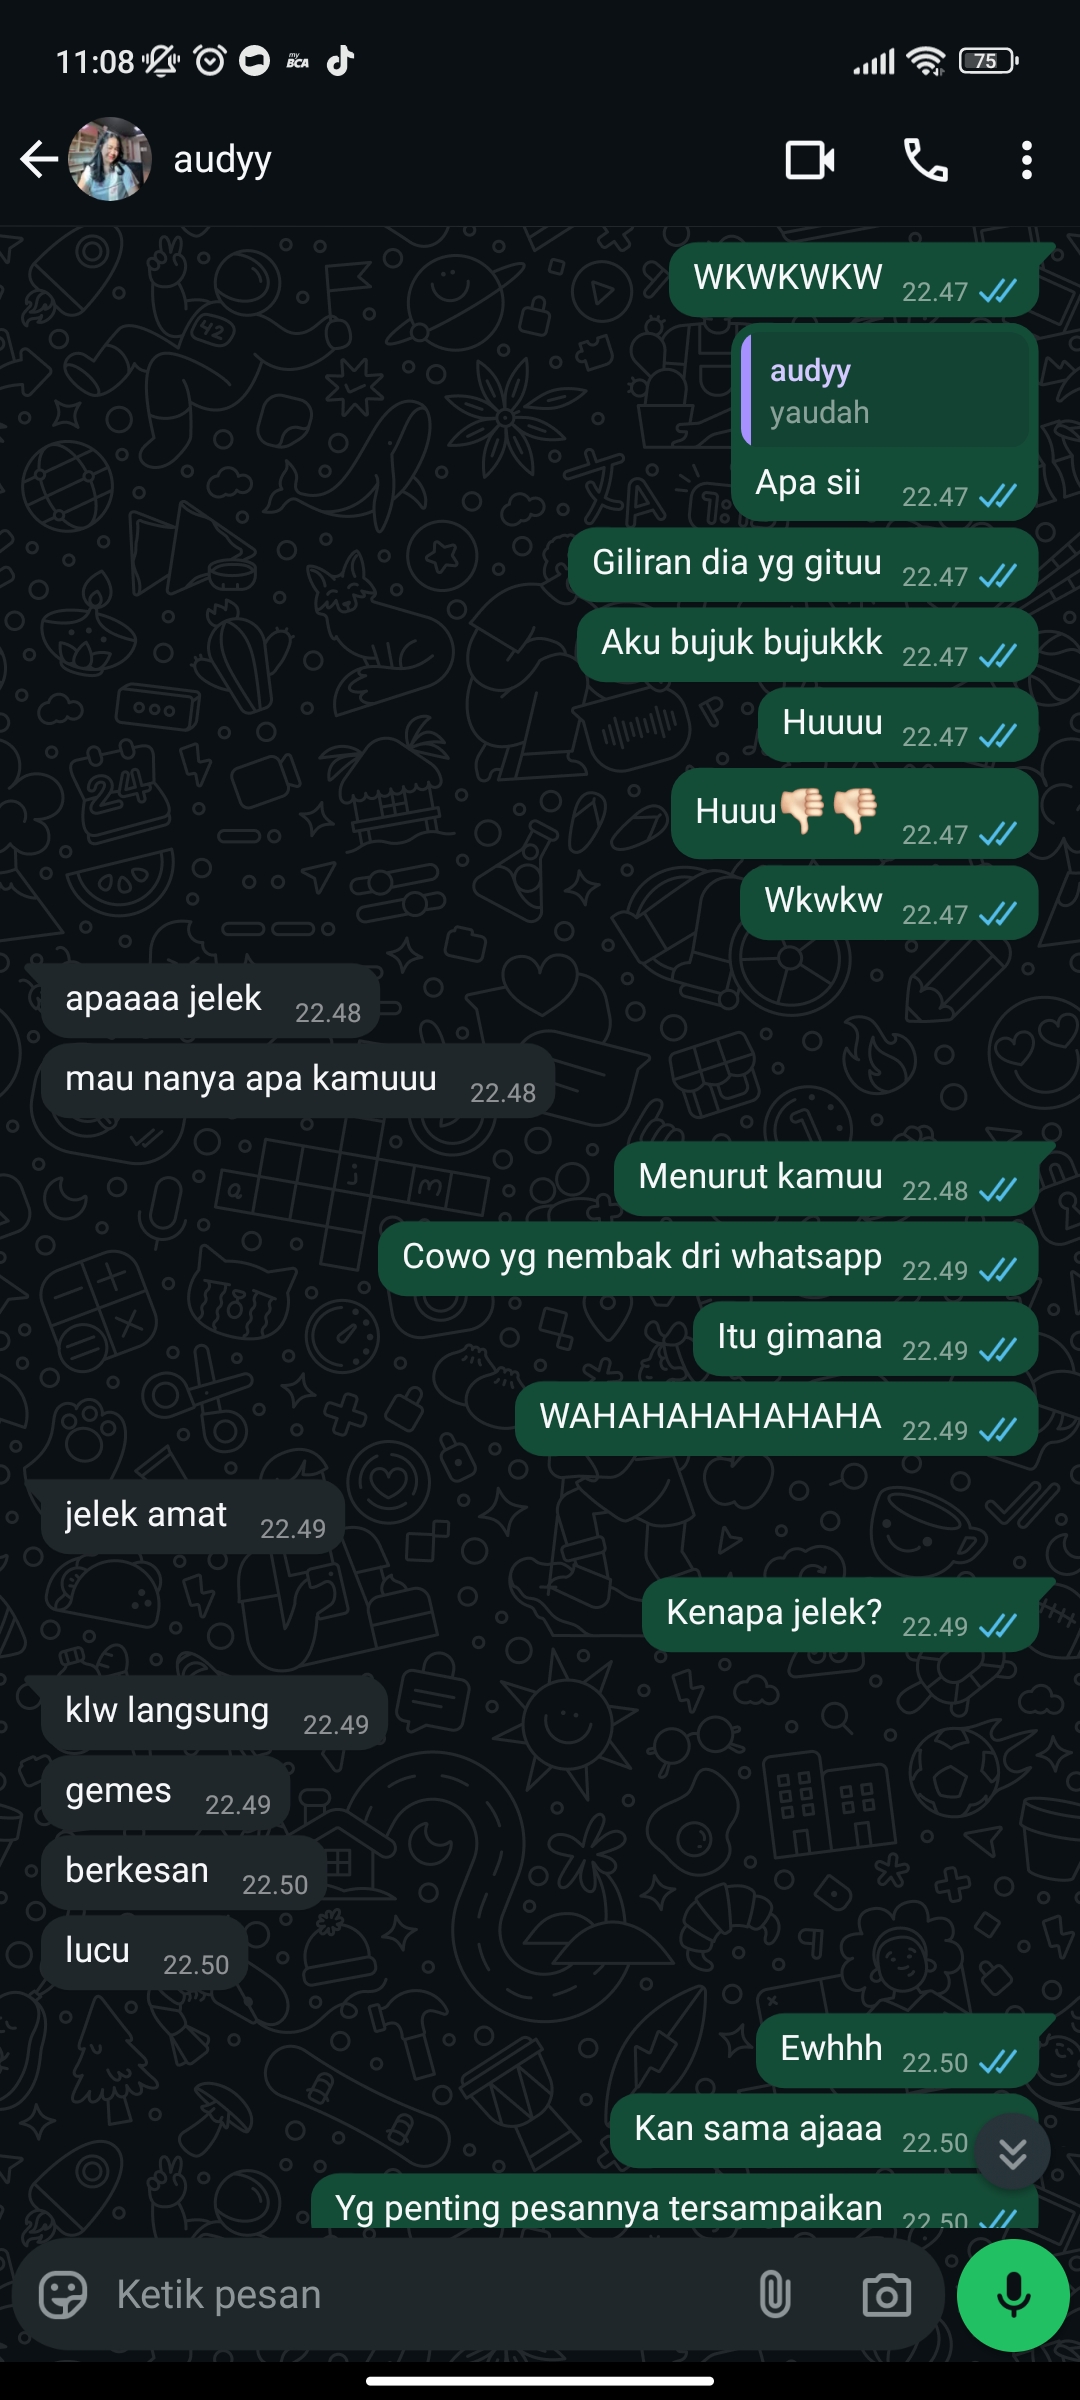 11:08 my BCA 75
audyy
WKWKWKW 22.47
audyy
yaudah
Apa sii 22.47
Giliran dia yg gituu 22.47
Aku bujuk bujukkk 22.47
Huuuu 22.47
Huuu👎🏻👎🏻 22.47
Wkwkw 22.47
apaaaa jelek 22.48
mau nanya apa kamuuu 22.48
Menurut kamuu 22.48
Cowo yg nembak dri whatsapp 22.49
Itu gimana 22.49
WAHAHAHAHAHAHA 22.49
jelek amat 22.49
Kenapa jelek? 22.49
klw langsung 22.49
gemes 22.49
berkesan 22.50
lucu 22.50
Ewhhh 22.50
Kan sama ajaaa 22.50
Yg penting pesannya tersampaikan 22.50
Ketik pesan